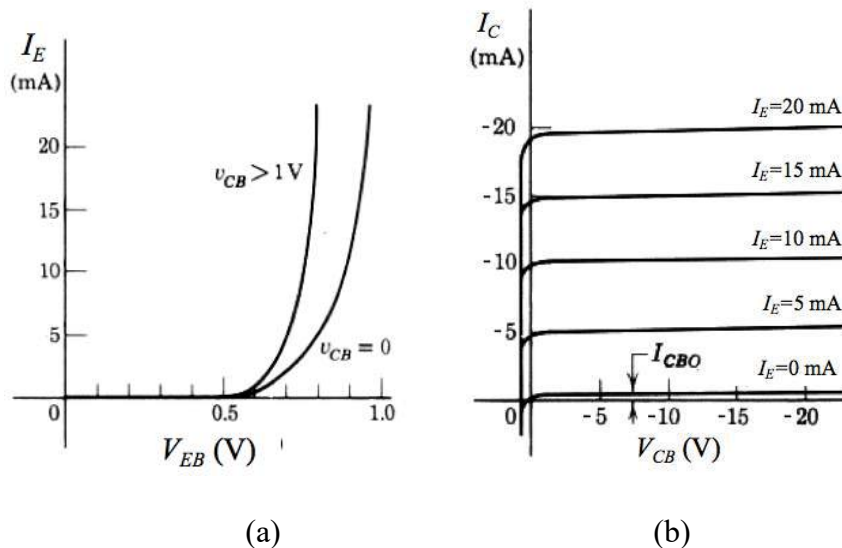 I_E
(mA)
20
15
10
5
0
0.5
1.0
V_EB (V)
v_CB > 1 V
v_CB = 0
(a)
I_C
(mA)
-20
-15
-10
-5
0
-5
-10
-15
-20
V_CB (V)
I_E=20 mA
I_E=15 mA
I_E=10 mA
I_E=5 mA
I_E=0 mA
I_CBO
(b)